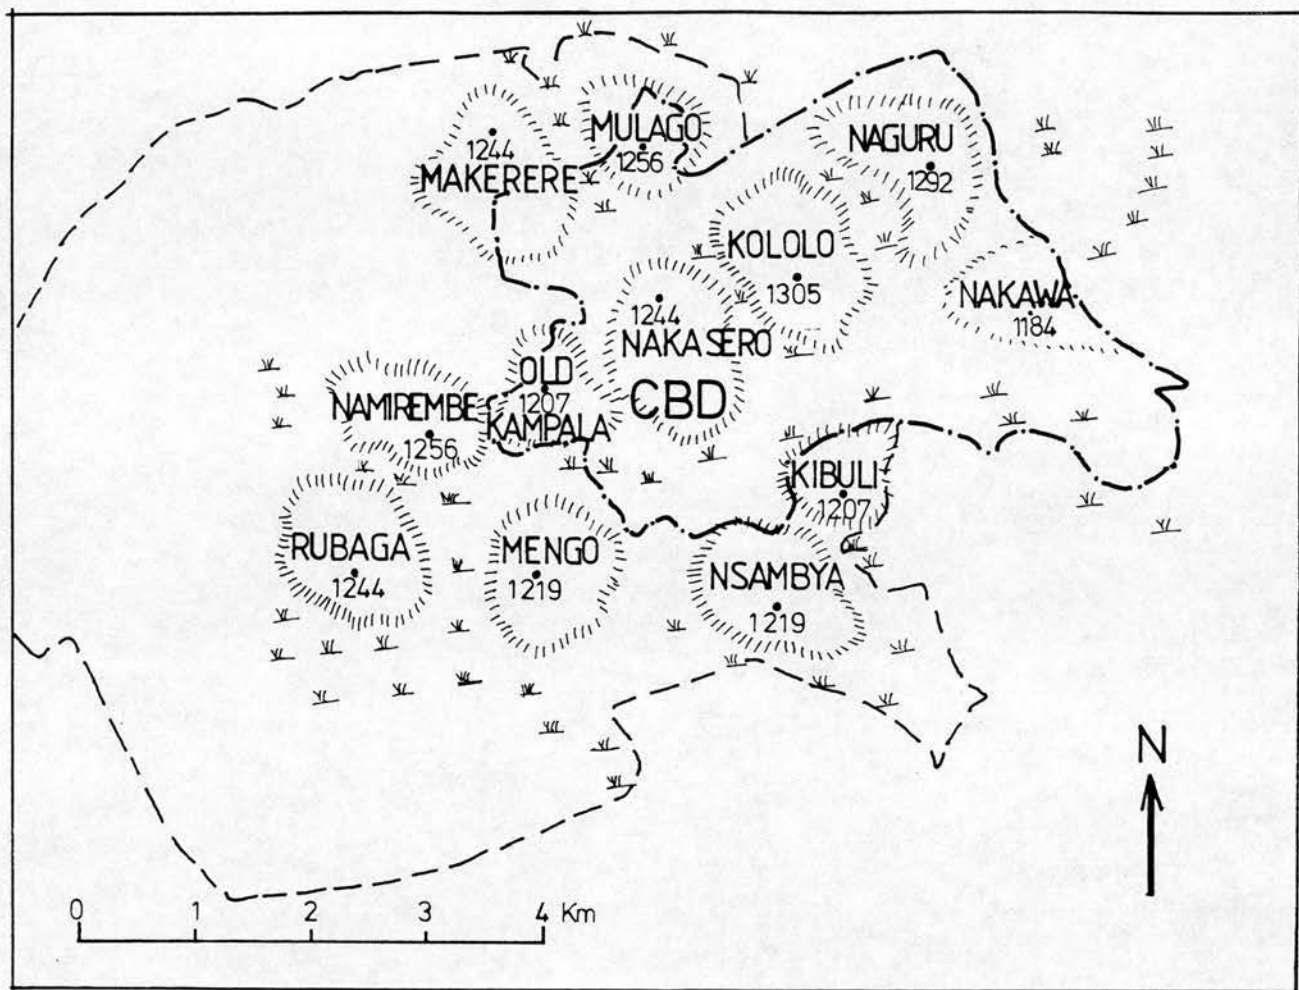 MULAGO
1256
1244
MAKERERE
NAGURU
1292
KOLOLO
1305
NAKAWA
1184
1244
NAKASERO
CBD
OLD
1207
KAMPALA
NAMIREMBE
1256
KIBULI
1207
RUBAGA
1244
MENGO
1219
NSAMBYA
1219
N
0 1 2 3 4 Km